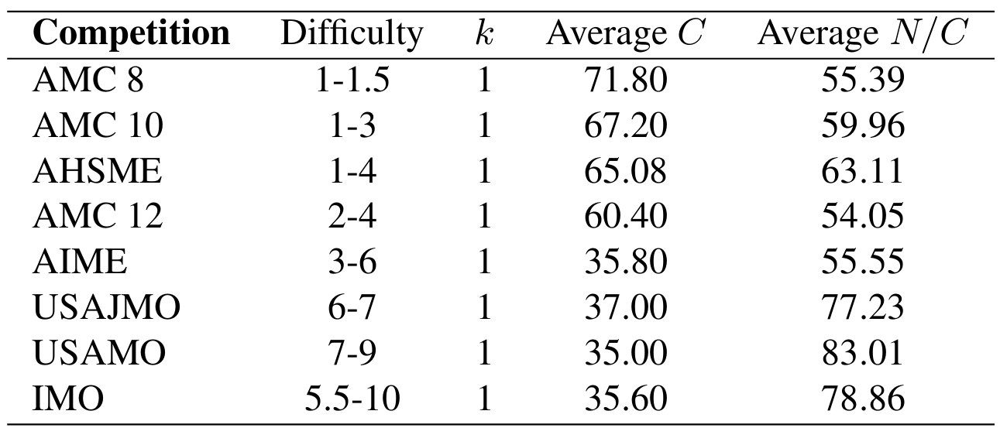 Competition Difficulty k Average C Average N/C
AMC 8 1-1.5 1 71.80 55.39
AMC 10 1-3 1 67.20 59.96
AHSME 1-4 1 65.08 63.11
AMC 12 2-4 1 60.40 54.05
AIME 3-6 1 35.80 55.55
USAJMO 6-7 1 37.00 77.23
USAMO 7-9 1 35.00 83.01
IMO 5.5-10 1 35.60 78.86